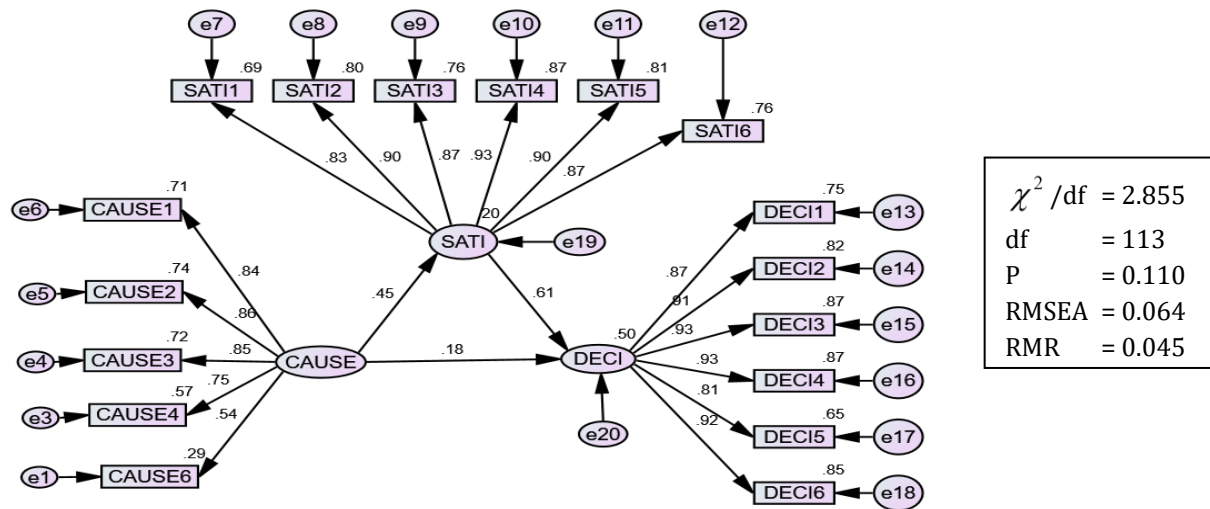 e7 e8 e9 e10 e11 e12
.69 .80 .76 .87 .81
SATI1 SATI2 SATI3 SATI4 SATI5
.76
SATI6
.83 .90 .87 .93 .90 .87
.71
e6 CAUSE1
.74
e5 CAUSE2
.72
e4 CAUSE3
.57
e3 CAUSE4
.29
e1 CAUSE6
.84
.86
.85
.75
.54
CAUSE
.45
.18
.20
SATI e19
.61
.50
DECI
e20
.87
.91
.93
.93
.81
.92
.75
DECI1 e13
.82
DECI2 e14
.87
DECI3 e15
.87
DECI4 e16
.65
DECI5 e17
.85
DECI6 e18
χ² /df = 2.855
df = 113
P = 0.110
RMSEA = 0.064
RMR = 0.045